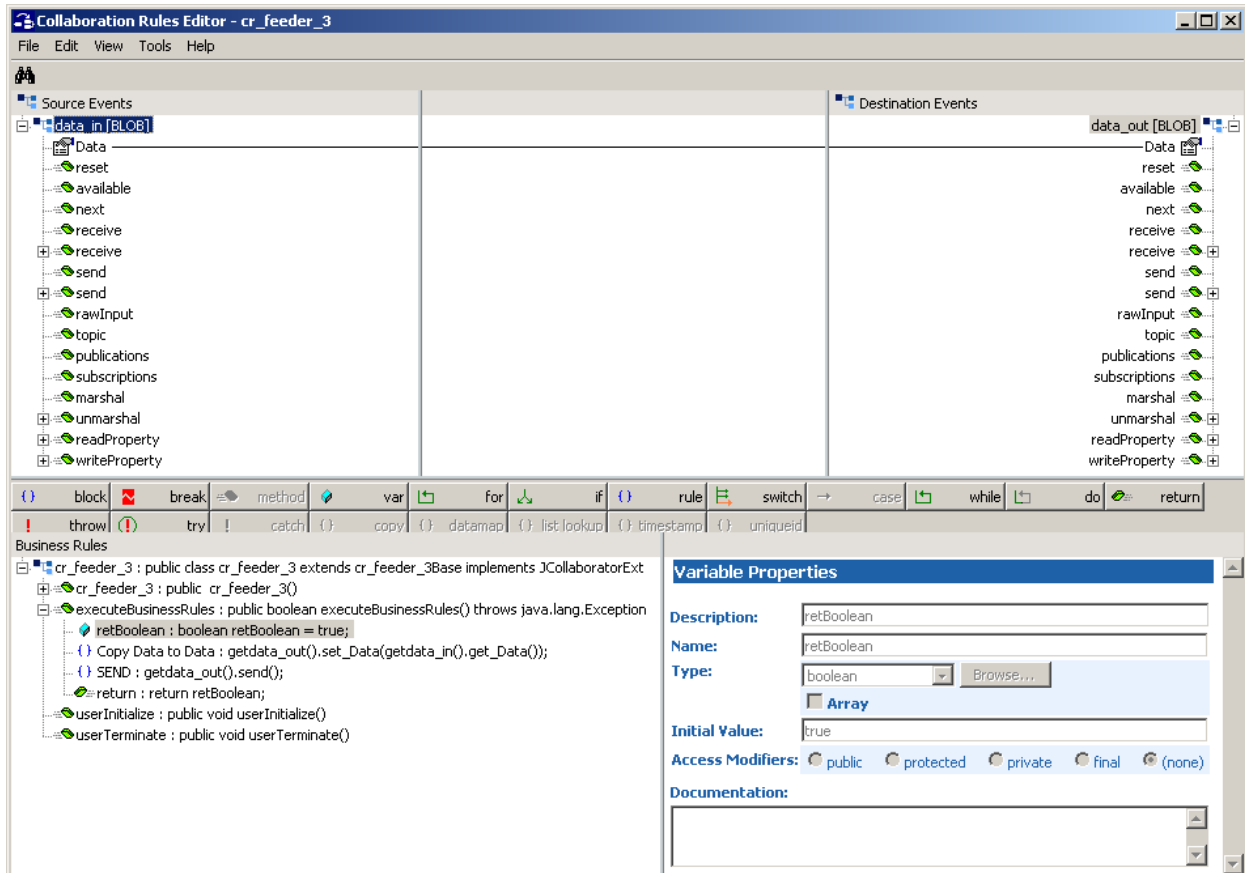 Collaboration Rules Editor - cr_feeder_3
File Edit View Tools Help
Source Events
Destination Events
data_in [BLOB]
data_out [BLOB]
Data
Data
reset
reset
available
available
next
next
receive
receive
receive
receive
send
send
send
send
rawInput
rawInput
topic
topic
publications
publications
subscriptions
subscriptions
marshal
marshal
unmarshal
unmarshal
readProperty
readProperty
writeProperty
writeProperty
{} block break method var for if {} rule switch case while do return
! throw (!) try ! catch {} copy {} datamap {} list lookup {} timestamp {} uniqueid
Business Rules
cr_feeder_3 : public class cr_feeder_3 extends cr_feeder_3Base implements JCollaboratorExt
cr_feeder_3 : public cr_feeder_3()
executeBusinessRules : public boolean executeBusinessRules() throws java.lang.Exception
retBoolean : boolean retBoolean = true;
{} Copy Data to Data : getdata_out().set_Data(getdata_in().get_Data());
{} SEND : getdata_out().send();
return : return retBoolean;
userInitialize : public void userInitialize()
userTerminate : public void userTerminate()
Variable Properties
Description: retBoolean
Name: retBoolean
Type: boolean Browse...
Array
Initial Value: true
Access Modifiers: public protected private final (none)
Documentation: